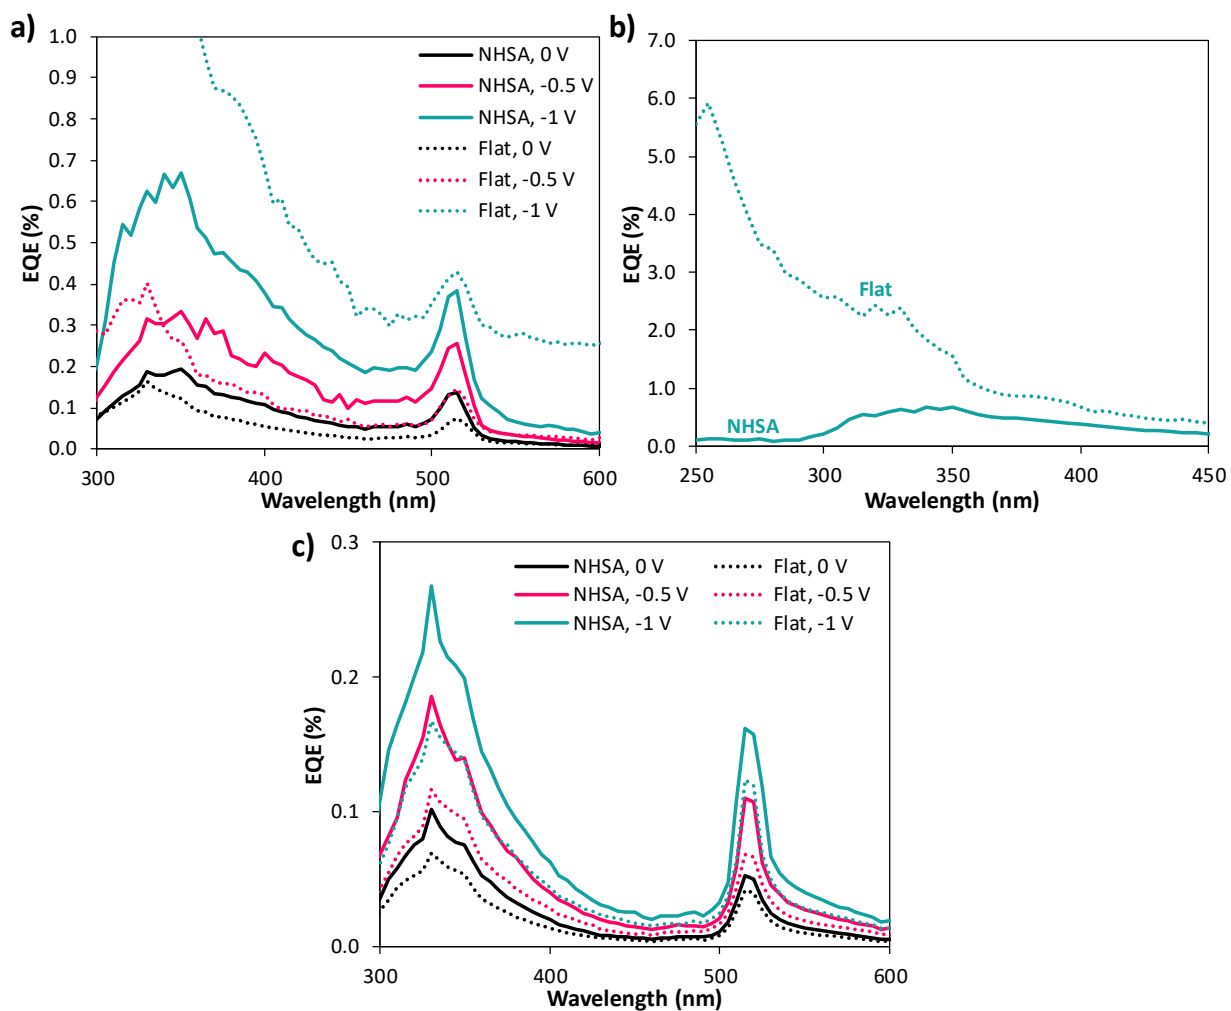 a)
EQE (%)
1.0
0.9
0.8
0.7
0.6
0.5
0.4
0.3
0.2
0.1
0.0
300
400
500
600
Wavelength (nm)
NHSA, 0 V
NHSA, -0.5 V
NHSA, -1 V
Flat, 0 V
Flat, -0.5 V
Flat, -1 V
b)
EQE (%)
7.0
6.0
5.0
4.0
3.0
2.0
1.0
0.0
Flat
NHSA
250
300
350
400
450
Wavelength (nm)
c)
EQE (%)
0.3
0.2
0.1
0.0
NHSA, 0 V
NHSA, -0.5 V
NHSA, -1 V
Flat, 0 V
Flat, -0.5 V
Flat, -1 V
300
400
500
600
Wavelength (nm)